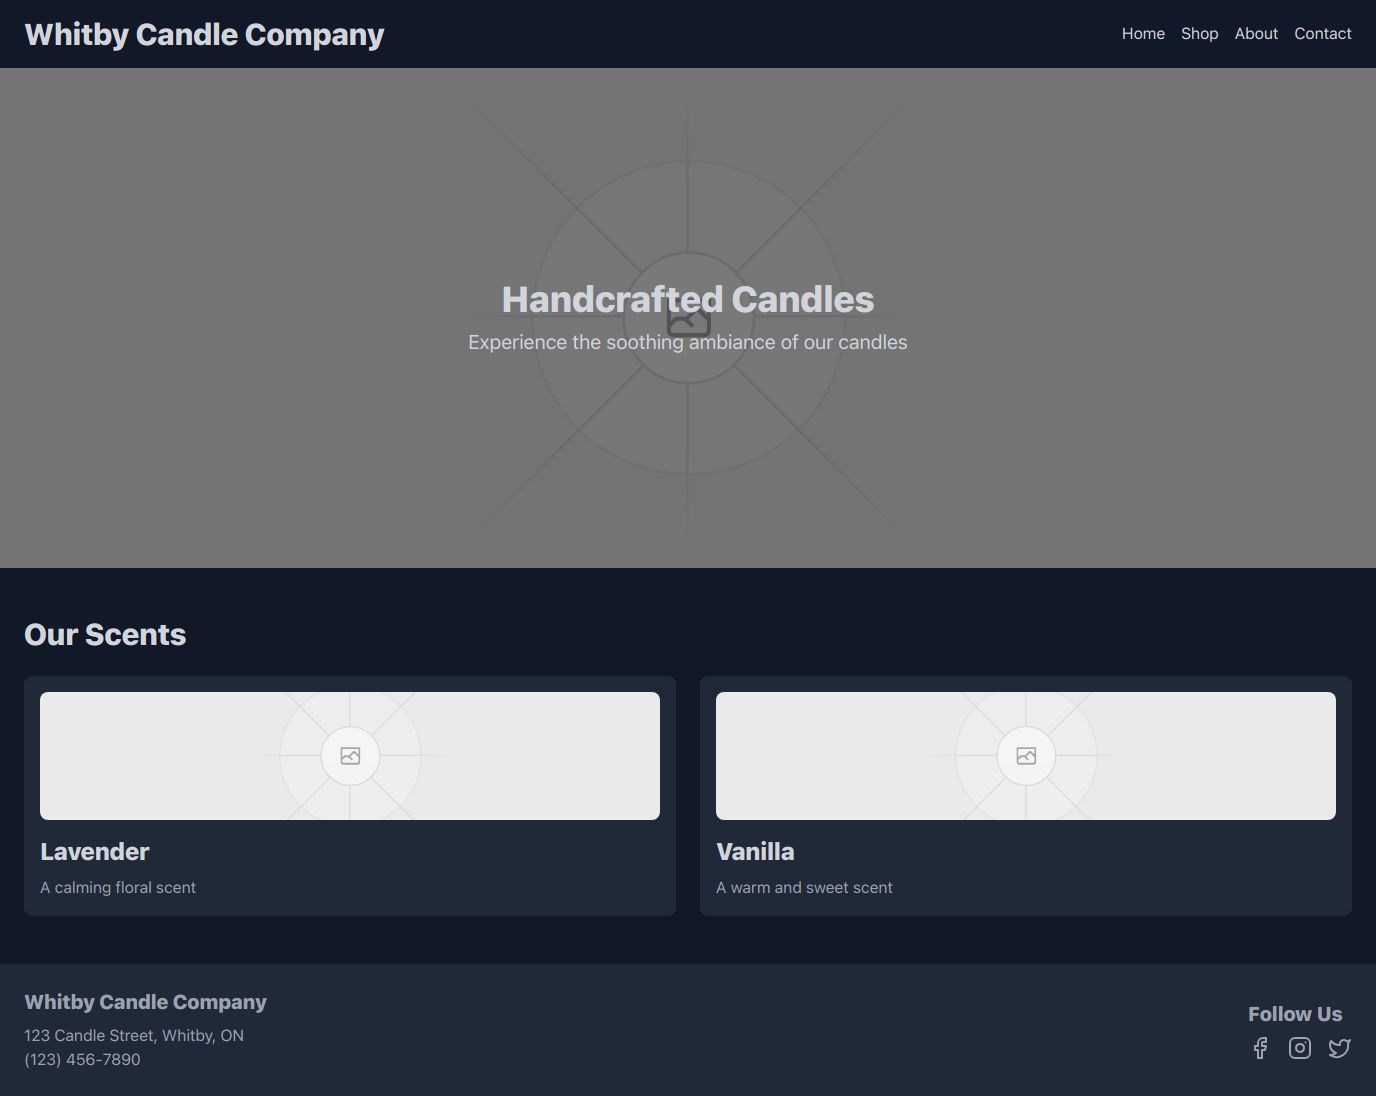 Whitby Candle Company
Home Shop About Contact
Handcrafted Candles
Experience the soothing ambiance of our candles
Our Scents
Lavender
A calming floral scent
Vanilla
A warm and sweet scent
Whitby Candle Company
123 Candle Street, Whitby, ON
(123) 456-7890
Follow Us